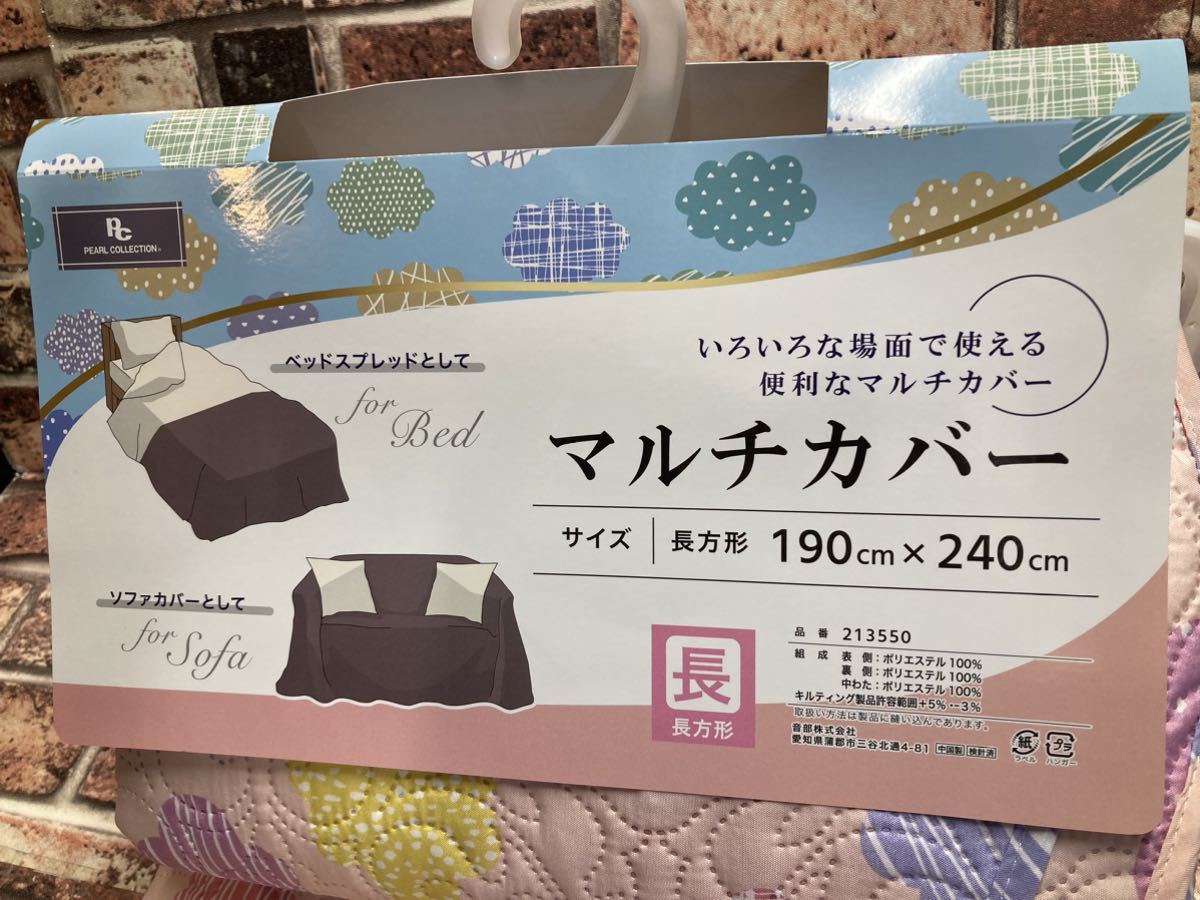 PC
PEARL COLLECTION®
ベッドスプレッドとして
for Bed
いろいろな場面で使える
便利なマルチカバー
マルチカバー
サイズ 長方形 190cm×240cm
ソファカバーとして
for Sofa
長
長方形
品番 213550
組成 表側:ポリエステル100%
裏側:ポリエステル100%
中わた:ポリエステル100%
キルティング製品許容範囲+5%・-3%
取扱い方法は製品に縫い込んであります。
音部株式会社
愛知県蒲郡市三谷北通4-81 中国製 検針済
紙 ラベル
プラ ハンガー